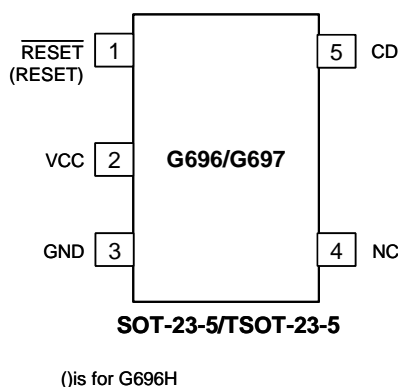 RESET
(RESET)
1
5
CD
VCC
2
G696/G697
GND
3
4
NC
SOT-23-5/TSOT-23-5
()is for G696H